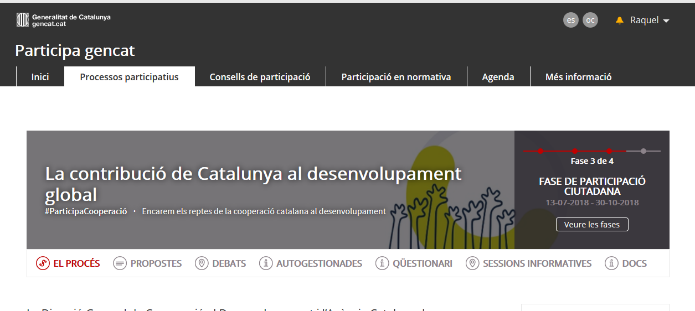 Generalitat de Catalunya
gencat.cat
es oc Raquel
Participa gencat
Inici Processos participatius Consells de participació Participació en normativa Agenda Més informació
La contribució de Catalunya al desenvolupament
global
#ParticipaCooperació · Encarem els reptes de la cooperació catalana al desenvolupament
Fase 3 de 4
FASE DE PARTICIPACIÓ
CIUTADANA
13-07-2018 - 30-10-2018
Veure les fases
EL PROCÉS PROPOSTES DEBATS AUTOGESTIONADES QÜESTIONARI SESSIONS INFORMATIVES DOCS